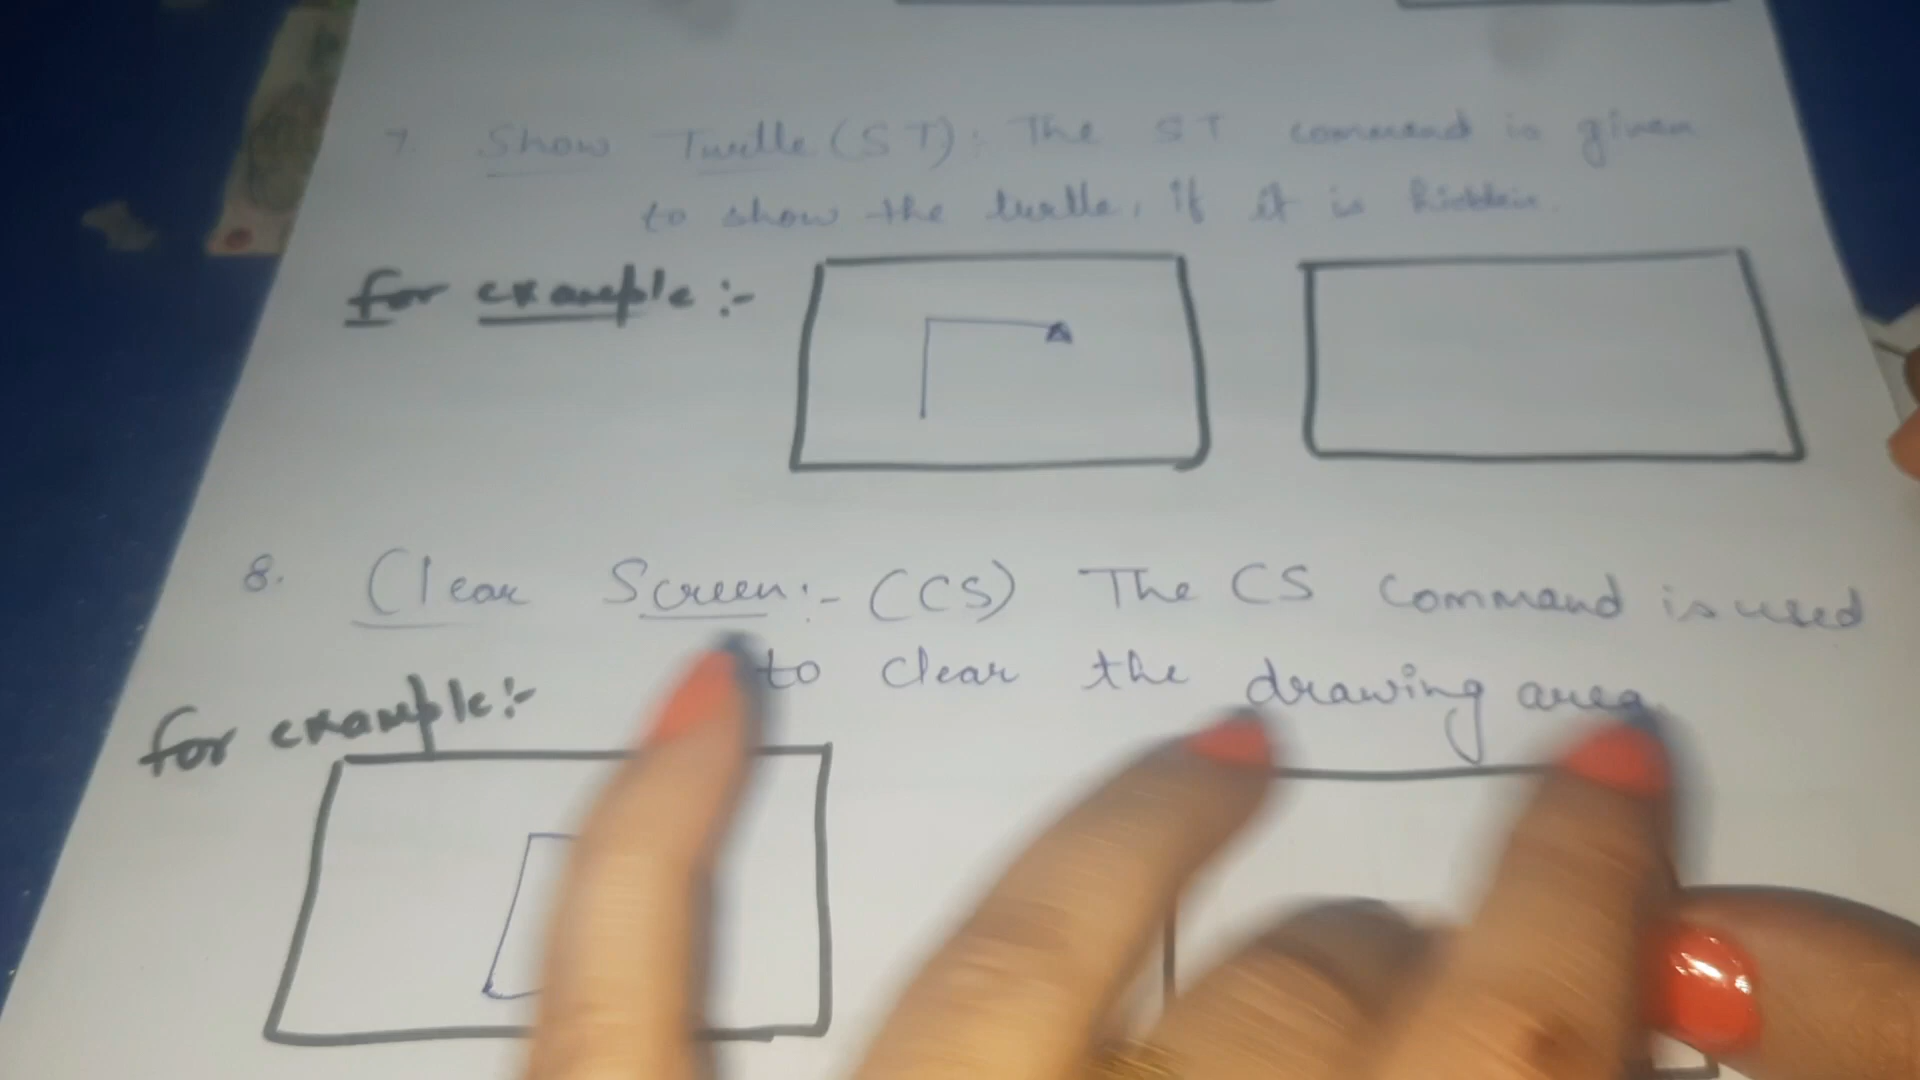 7. Show Turtle (ST): The ST command is given
to show the turtle, if it is hidden.
for example :-
8. Clear Screen :- (CS) The CS Command is used
to clear the drawing area.
for example :-